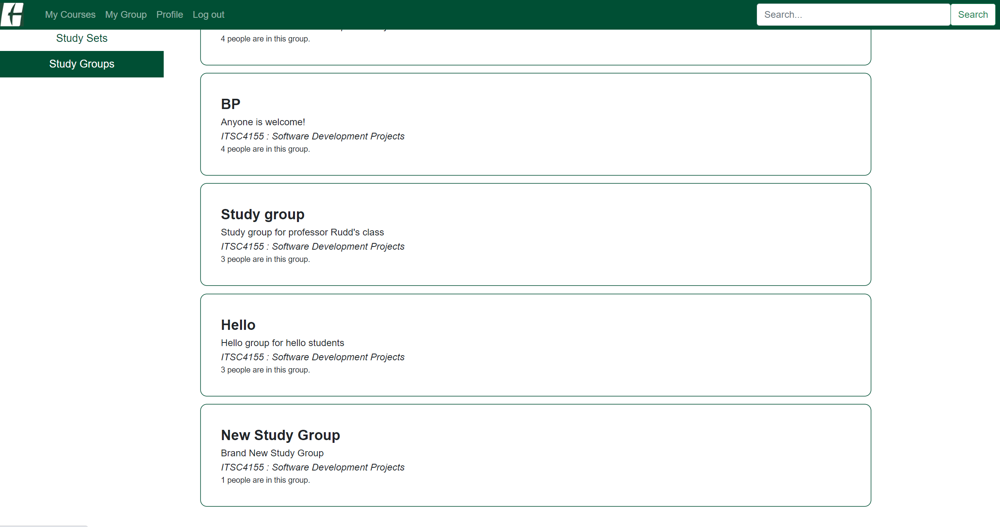 My Courses My Group Profile Log out Search... Search
Study Sets
Study Groups
4 people are in this group.
BP
Anyone is welcome!
ITSC4155 : Software Development Projects
4 people are in this group.
Study group
Study group for professor Rudd's class
ITSC4155 : Software Development Projects
3 people are in this group.
Hello
Hello group for hello students
ITSC4155 : Software Development Projects
3 people are in this group.
New Study Group
Brand New Study Group
ITSC4155 : Software Development Projects
1 people are in this group.